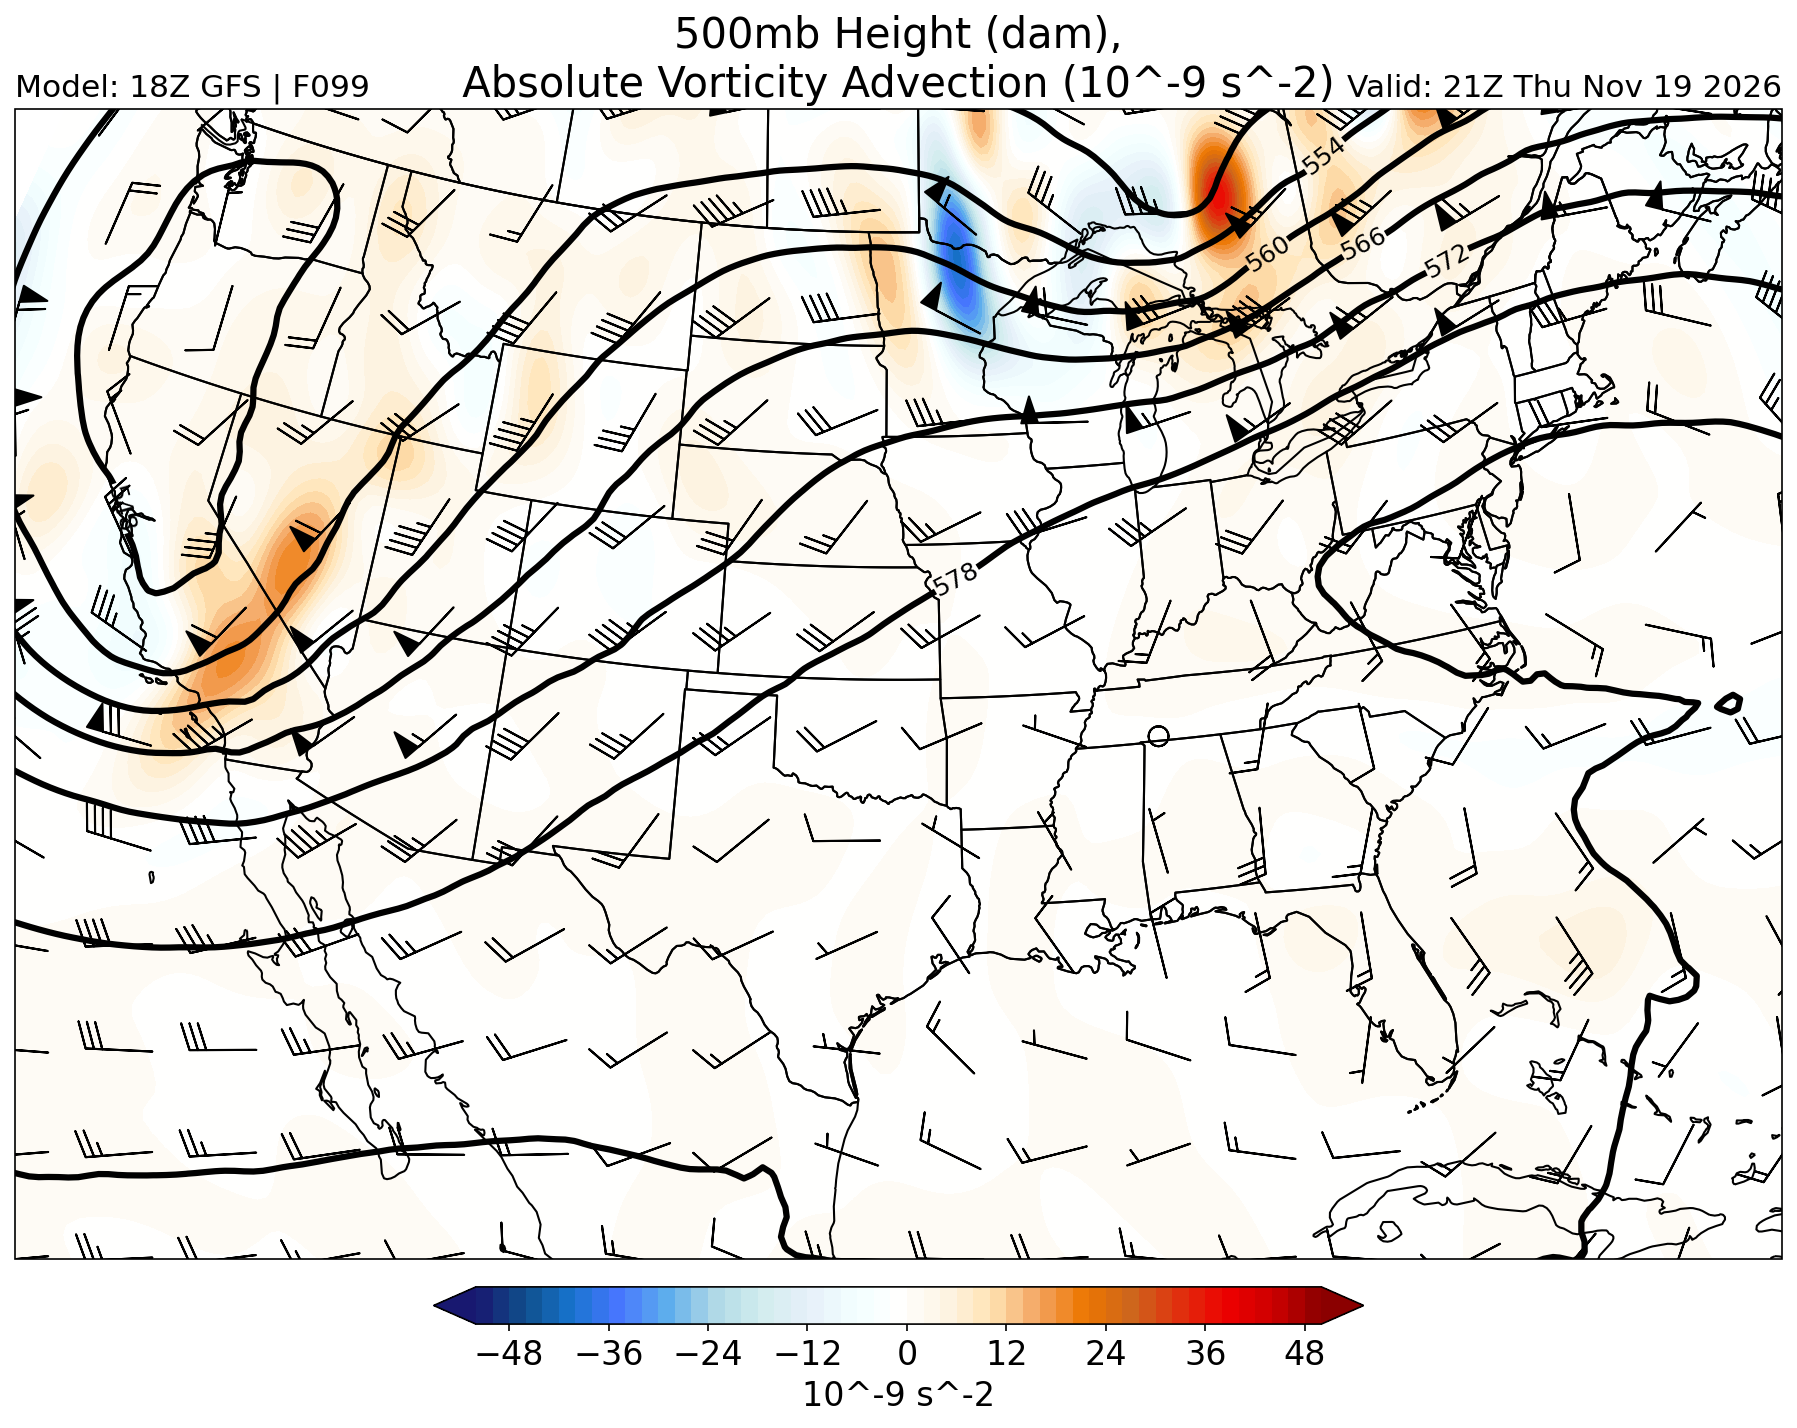 500mb Height (dam),
Model: 18Z GFS | F099
Absolute Vorticity Advection (10^-9 s^-2)
Valid: 21Z Thu Nov 19 2026
554
560
566
572
578
−48 −36 −24 −12 0 12 24 36 48
10^-9 s^-2